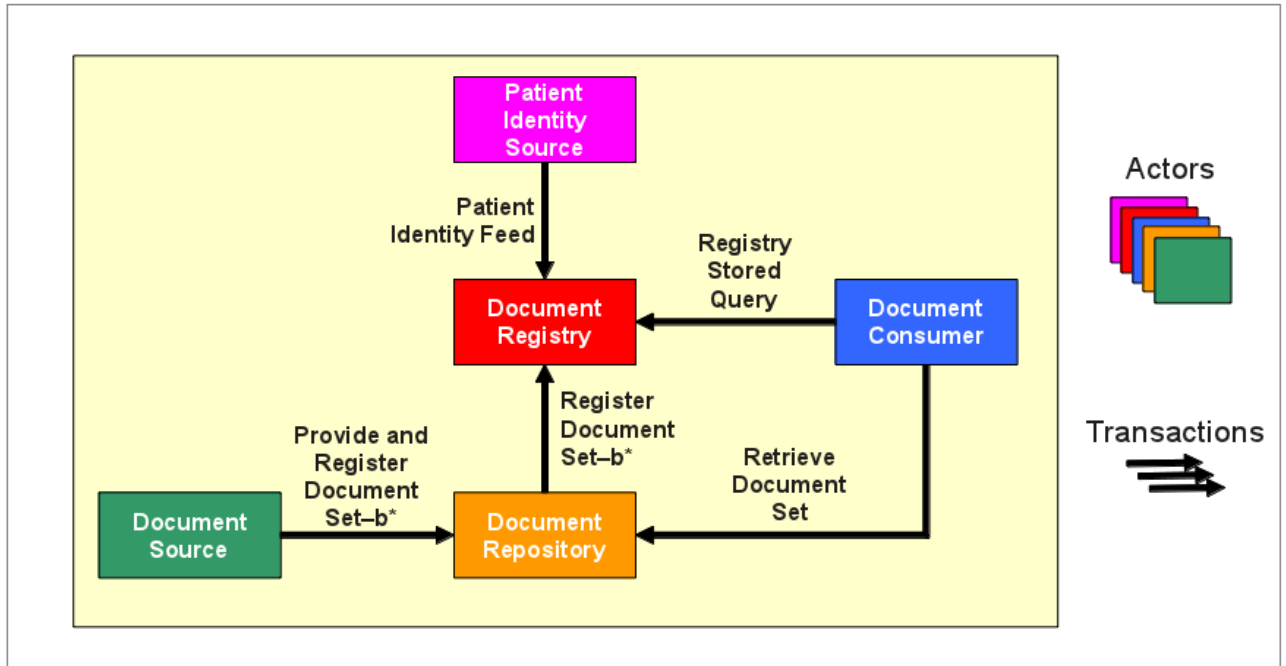 Patient
Identity
Source
Patient
Identity Feed
Registry
Stored
Query
Document
Registry
Document
Consumer
Register
Document
Set–b*
Provide and
Register
Document
Set–b*
Retrieve
Document
Set
Document
Source
Document
Repository
Actors
Transactions